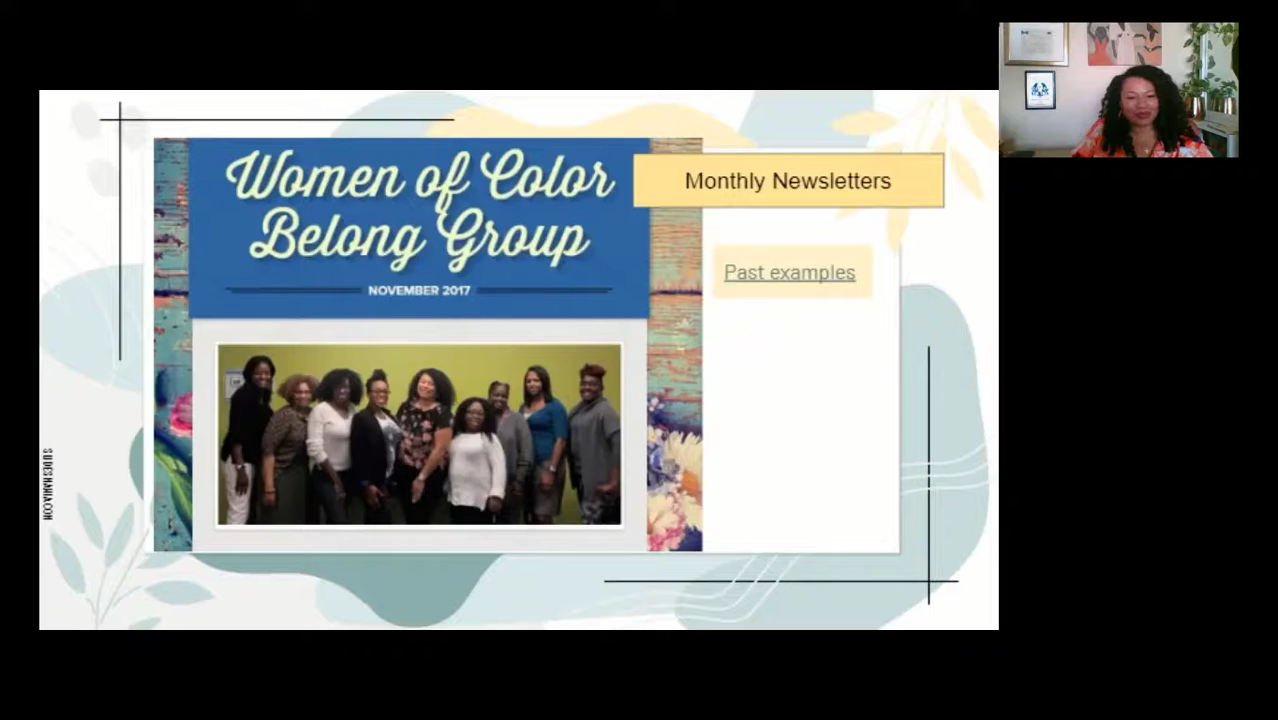 Women of Color
Belong Group
NOVEMBER 2017
Monthly Newsletters
Past examples